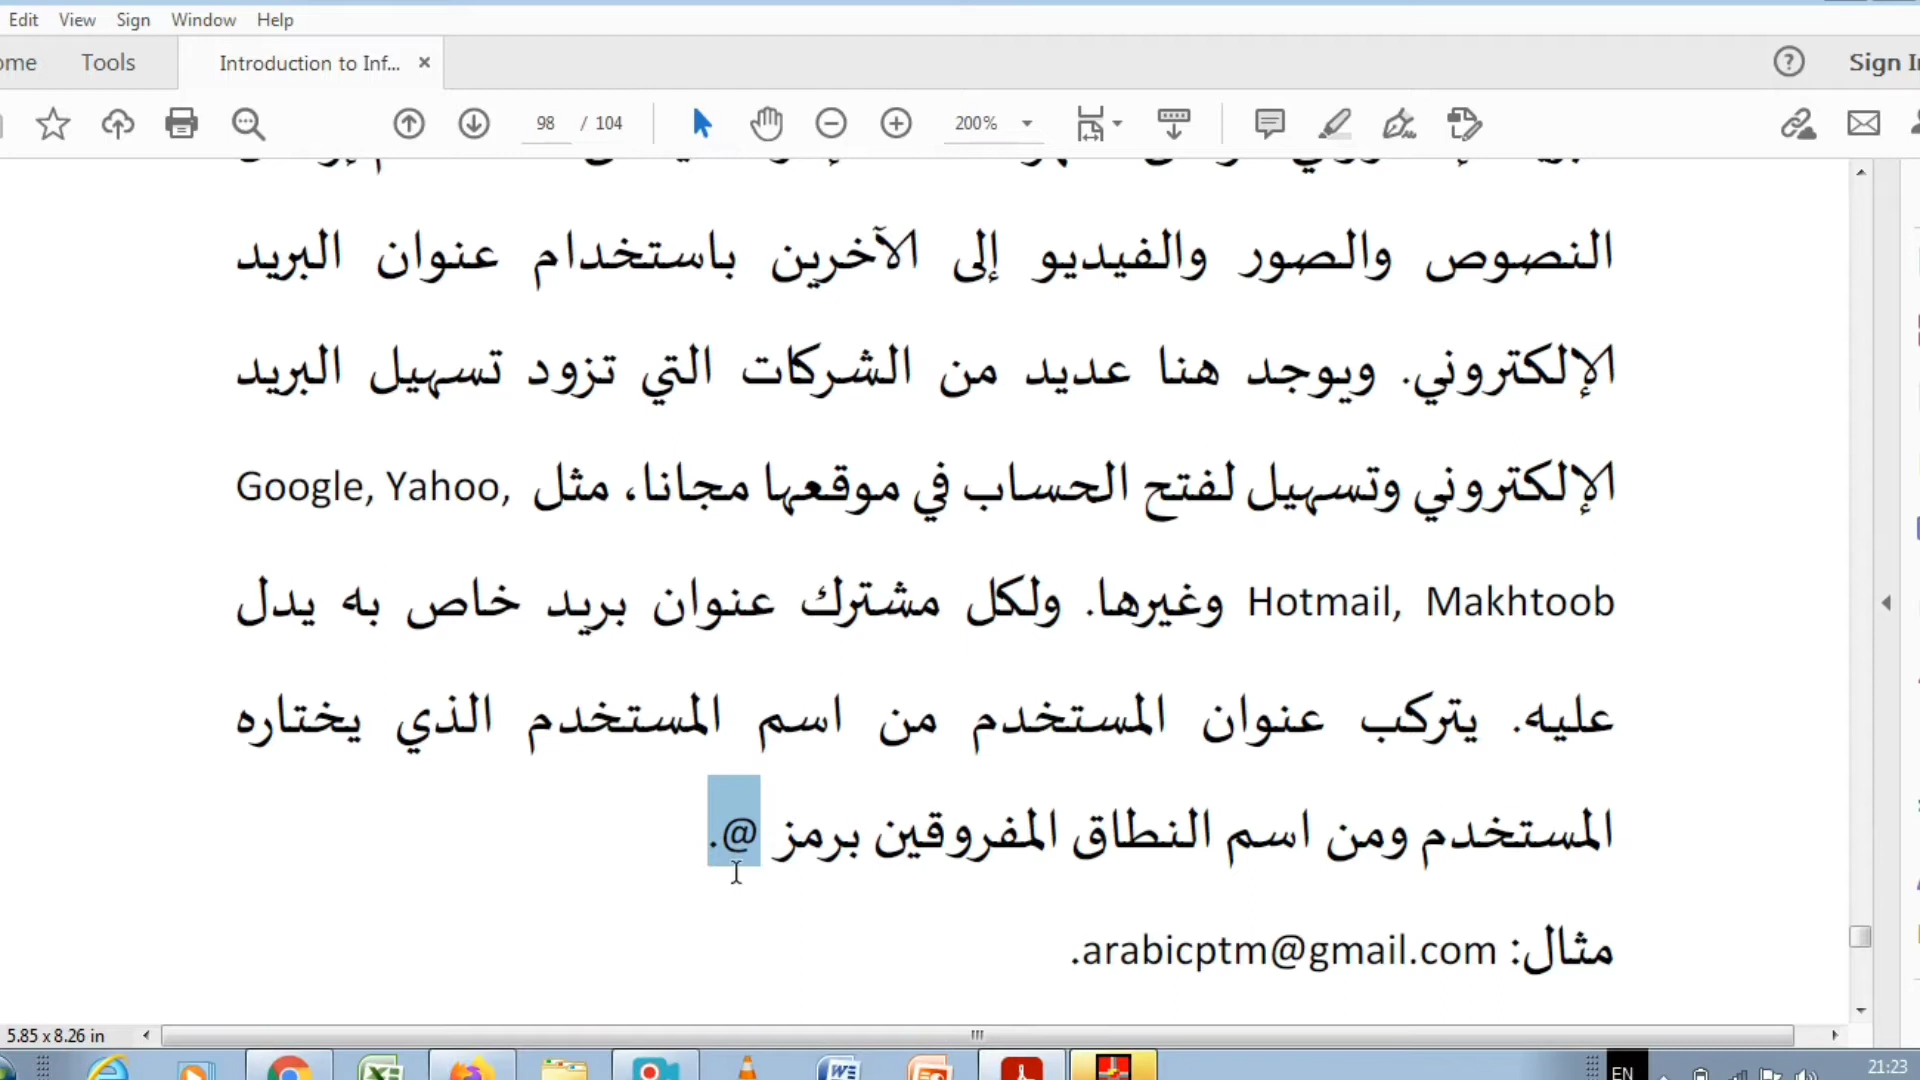 Edit View Sign Window Help
Tools Introduction to Inf... × Sign
98 / 104 200%
النصوص والصور والفيديو إلى الآخرين باستخدام عنوان البريد
الإلكتروني. ويوجد هنا عديد من الشركات التي تزود تسهيل البريد
الإلكتروني وتسهيل لفتح الحساب في موقعها مجانا، مثل Google, Yahoo,
Hotmail, Makhtoob وغيرها. ولكل مشترك عنوان بريد خاص به يدل
عليه. يتركب عنوان المستخدم من اسم المستخدم الذي يختاره
المستخدم ومن اسم النطاق المفروقين برمز @.
مثال: arabicptm@gmail.com.
5.85 x 8.26 in
EN 21:23